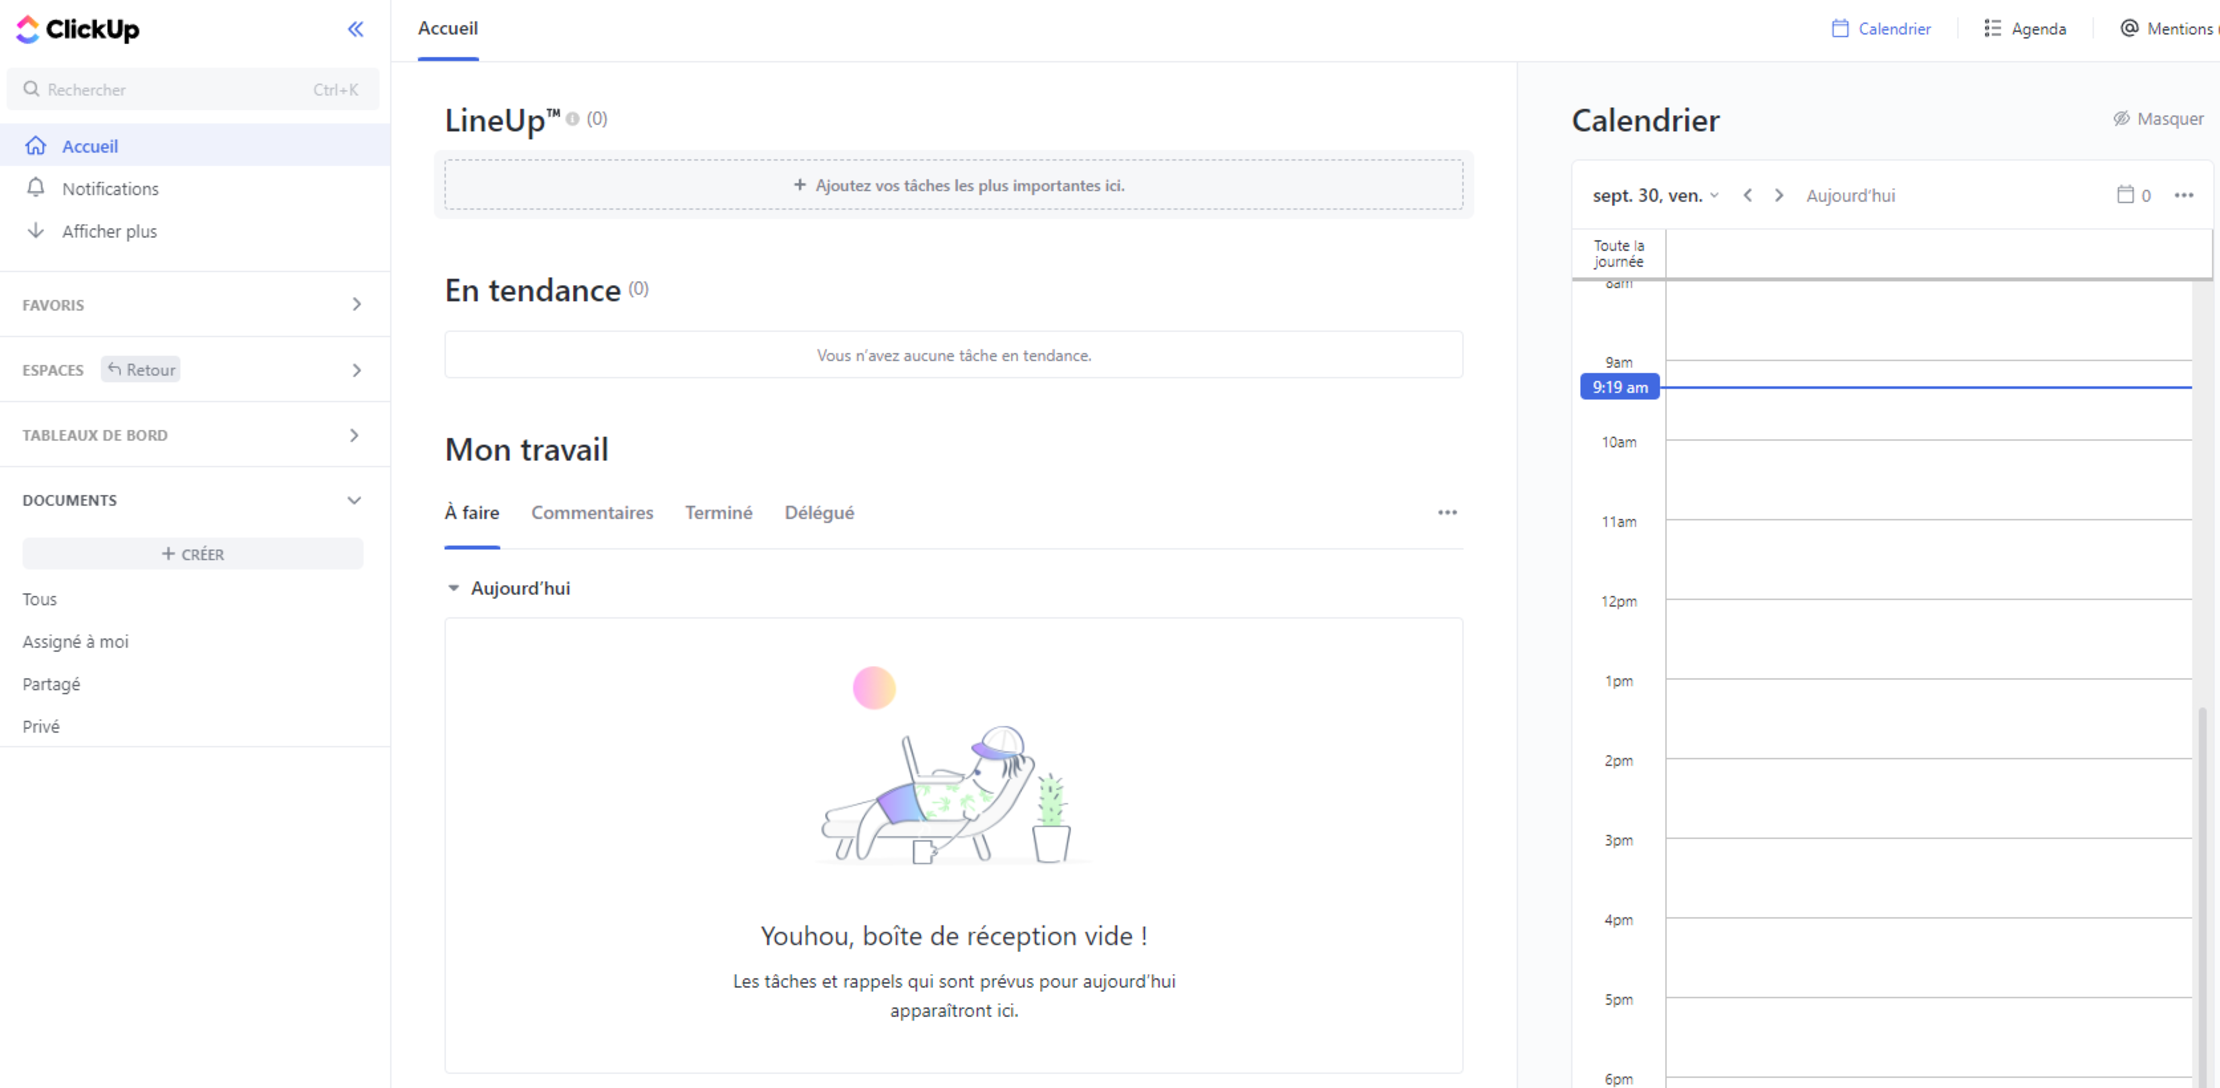 ClickUp
Rechercher Ctrl+K
Accueil
Notifications
Afficher plus
FAVORIS
ESPACES Retour
TABLEAUX DE BORD
DOCUMENTS
+ CRÉER
Tous
Assigné à moi
Partagé
Privé
Accueil
Calendrier Agenda @ Mentions
LineUp™ (0)
+ Ajoutez vos tâches les plus importantes ici.
En tendance (0)
Vous n'avez aucune tâche en tendance.
Mon travail
À faire Commentaires Terminé Délégué
Aujourd'hui
Youhou, boîte de réception vide !
Les tâches et rappels qui sont prévus pour aujourd'hui
apparaîtront ici.
Calendrier
Masquer
sept. 30, ven. Aujourd'hui 0
Toute la
journée
8am
9am
9:19 am
10am
11am
12pm
1pm
2pm
3pm
4pm
5pm
6pm